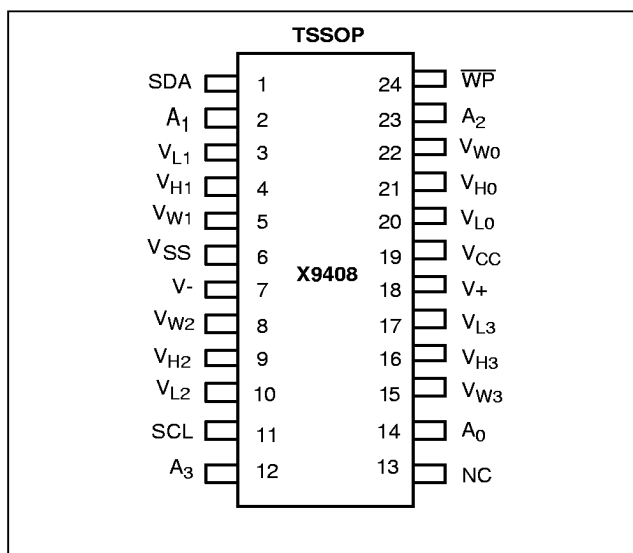 TSSOP
SDA 1 24 W̅P̅
A1 2 23 A2
VL1 3 22 VW0
VH1 4 21 VH0
VW1 5 20 VL0
VSS 6 19 VCC
X9408
V- 7 18 V+
VW2 8 17 VL3
VH2 9 16 VH3
VL2 10 15 VW3
SCL 11 14 A0
A3 12 13 NC